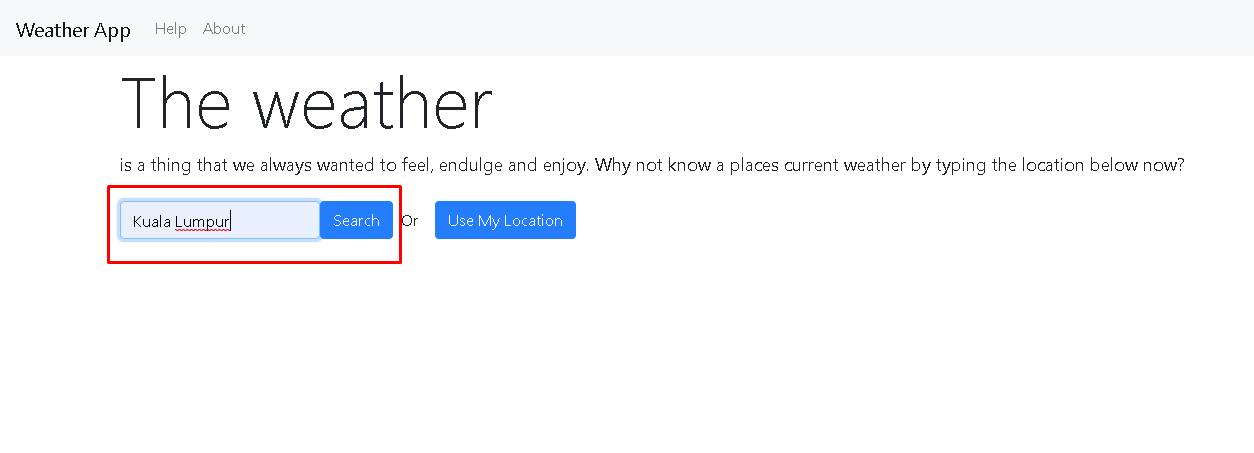 Weather App Help About
The weather
is a thing that we always wanted to feel, endulge and enjoy. Why not know a places current weather by typing the location below now?
Kuala Lumpur Search Or Use My Location